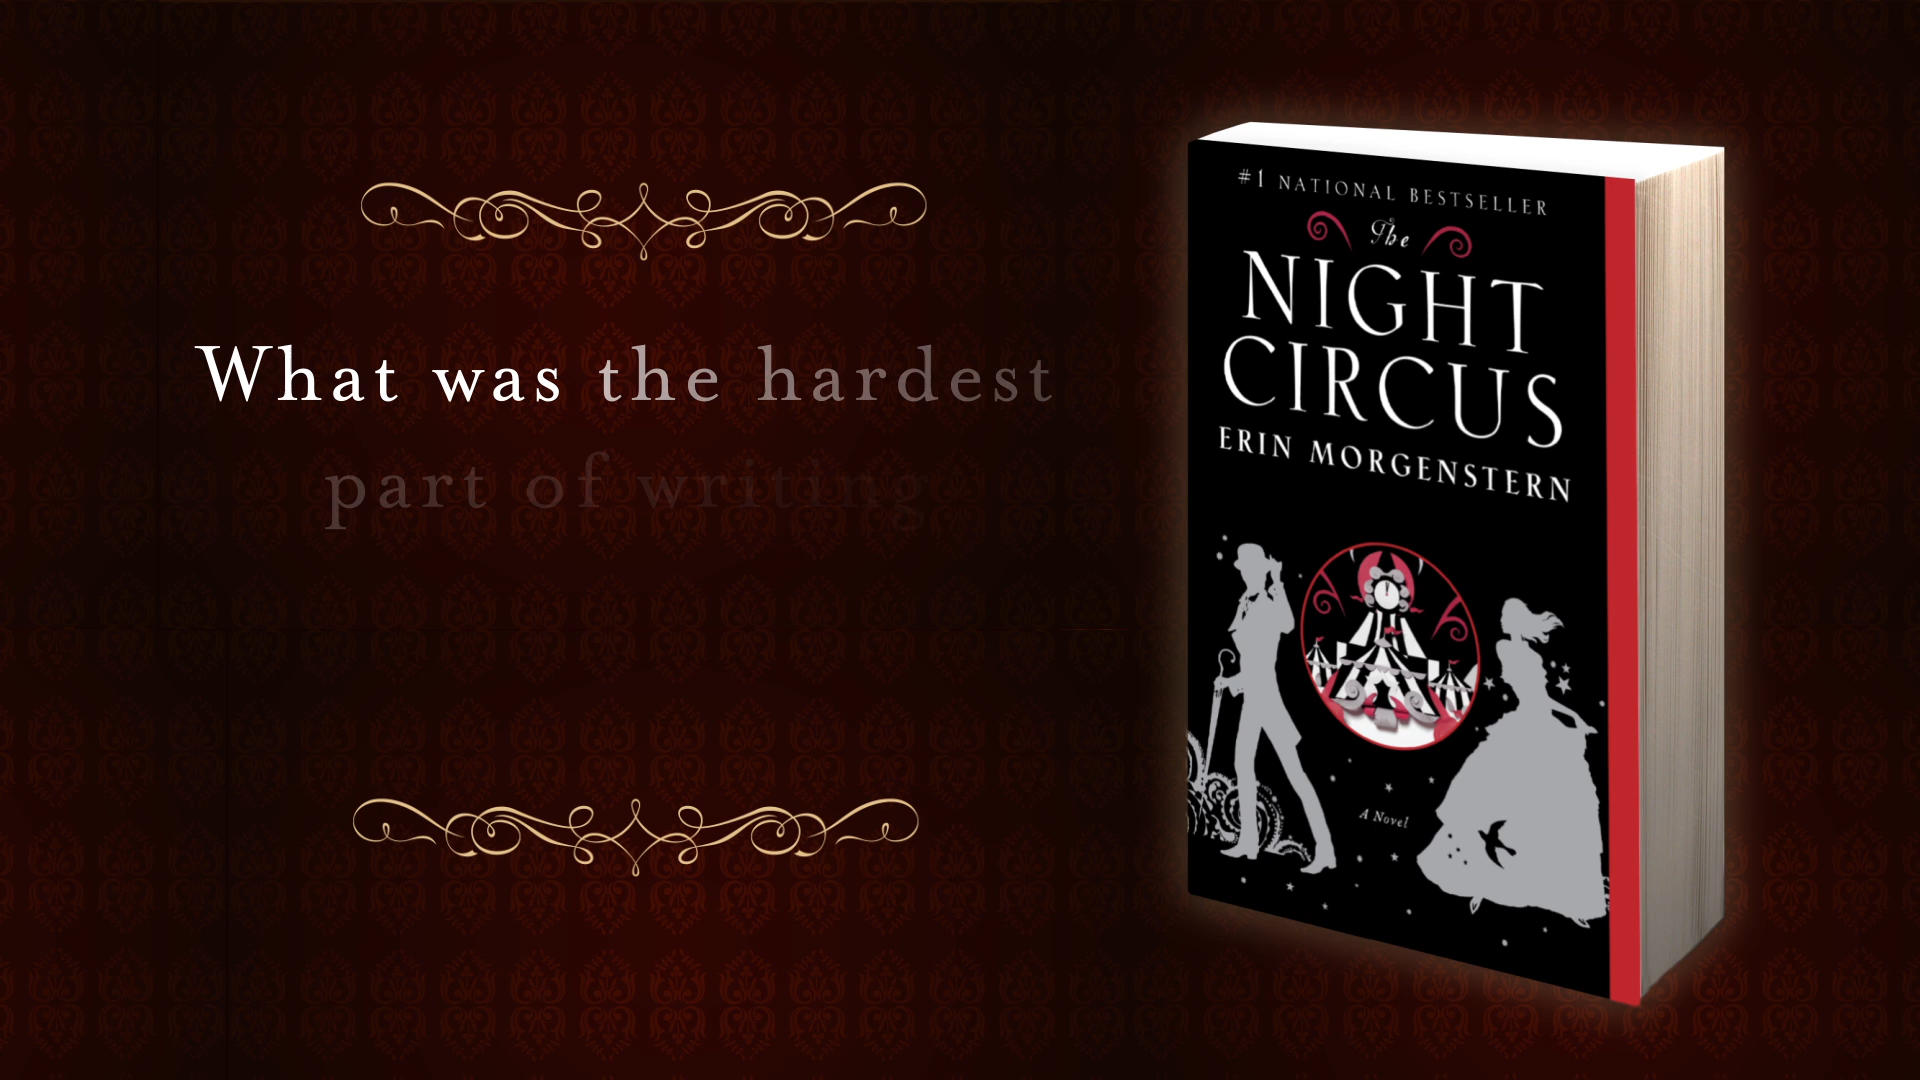 What was the hardest
part of writing
#1 NATIONAL BESTSELLER
The
NIGHT
CIRCUS
ERIN MORGENSTERN
A Novel